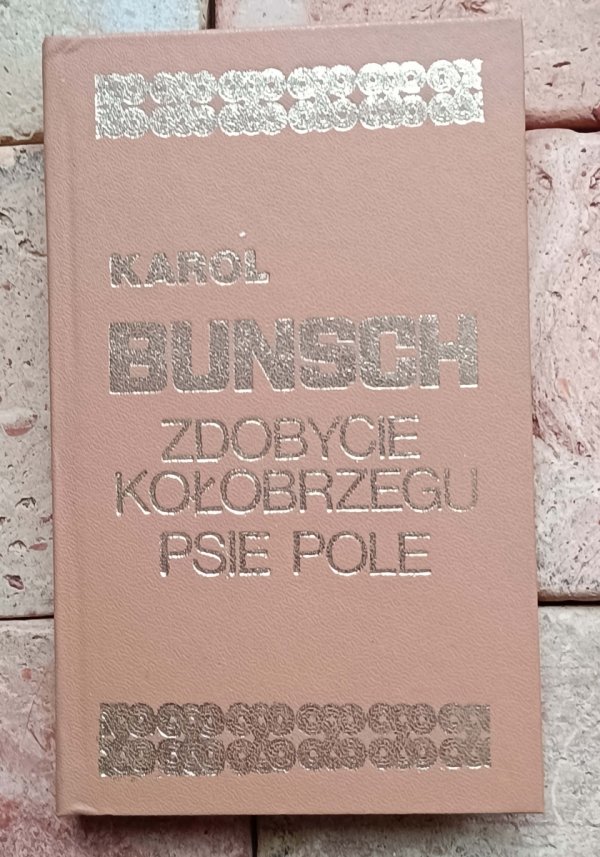 KAROL
BUNSCH
ZDOBYCIE
KOŁOBRZEGU
PSIE POLE